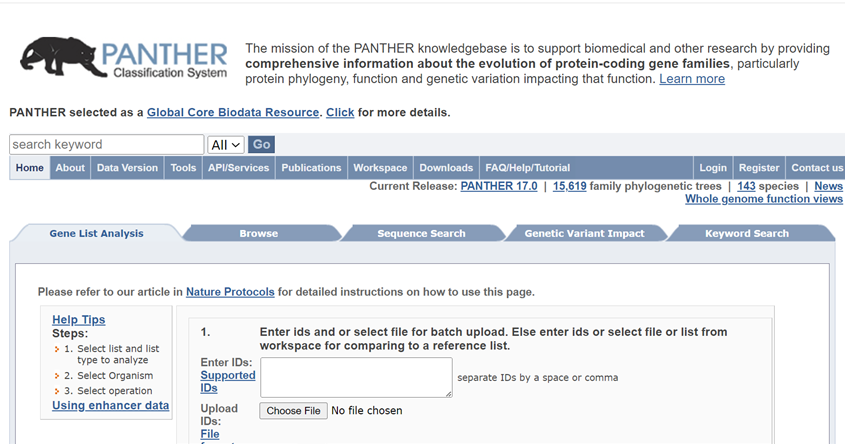 PANTHER
Classification System
The mission of the PANTHER knowledgebase is to support biomedical and other research by providing
comprehensive information about the evolution of protein-coding gene families, particularly
protein phylogeny, function and genetic variation impacting that function. Learn more
PANTHER selected as a Global Core Biodata Resource. Click for more details.
search keyword All Go
Home About Data Version Tools API/Services Publications Workspace Downloads FAQ/Help/Tutorial Login Register Contact us
Current Release: PANTHER 17.0 | 15,619 family phylogenetic trees | 143 species | News
Whole genome function views
Gene List Analysis Browse Sequence Search Genetic Variant Impact Keyword Search
Please refer to our article in Nature Protocols for detailed instructions on how to use this page.
Help Tips
Steps:
1. Select list and list
type to analyze
2. Select Organism
3. Select operation
Using enhancer data
1. Enter ids and or select file for batch upload. Else enter ids or select file or list from
workspace for comparing to a reference list.
Enter IDs:
Supported
IDs
separate IDs by a space or comma
Upload
IDs:
File
Choose File No file chosen